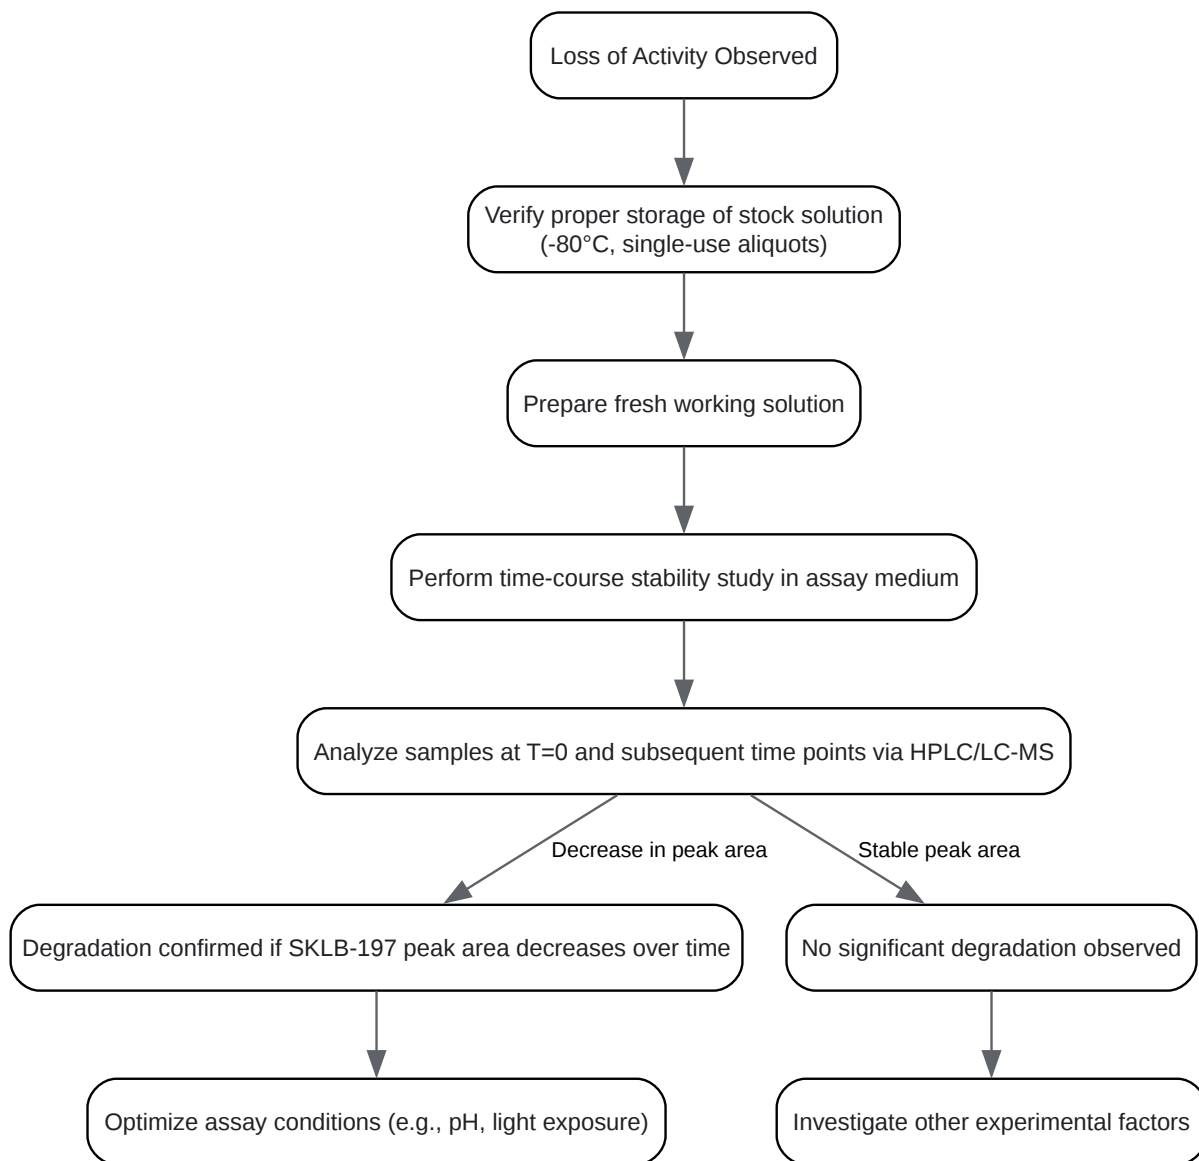 Loss of Activity Observed
Verify proper storage of stock solution
(-80°C, single-use aliquots)
Prepare fresh working solution
Perform time-course stability study in assay medium
Analyze samples at T=0 and subsequent time points via HPLC/LC-MS
Decrease in peak area
Stable peak area
Degradation confirmed if SKLB-197 peak area decreases over time
No significant degradation observed
Optimize assay conditions (e.g., pH, light exposure)
Investigate other experimental factors